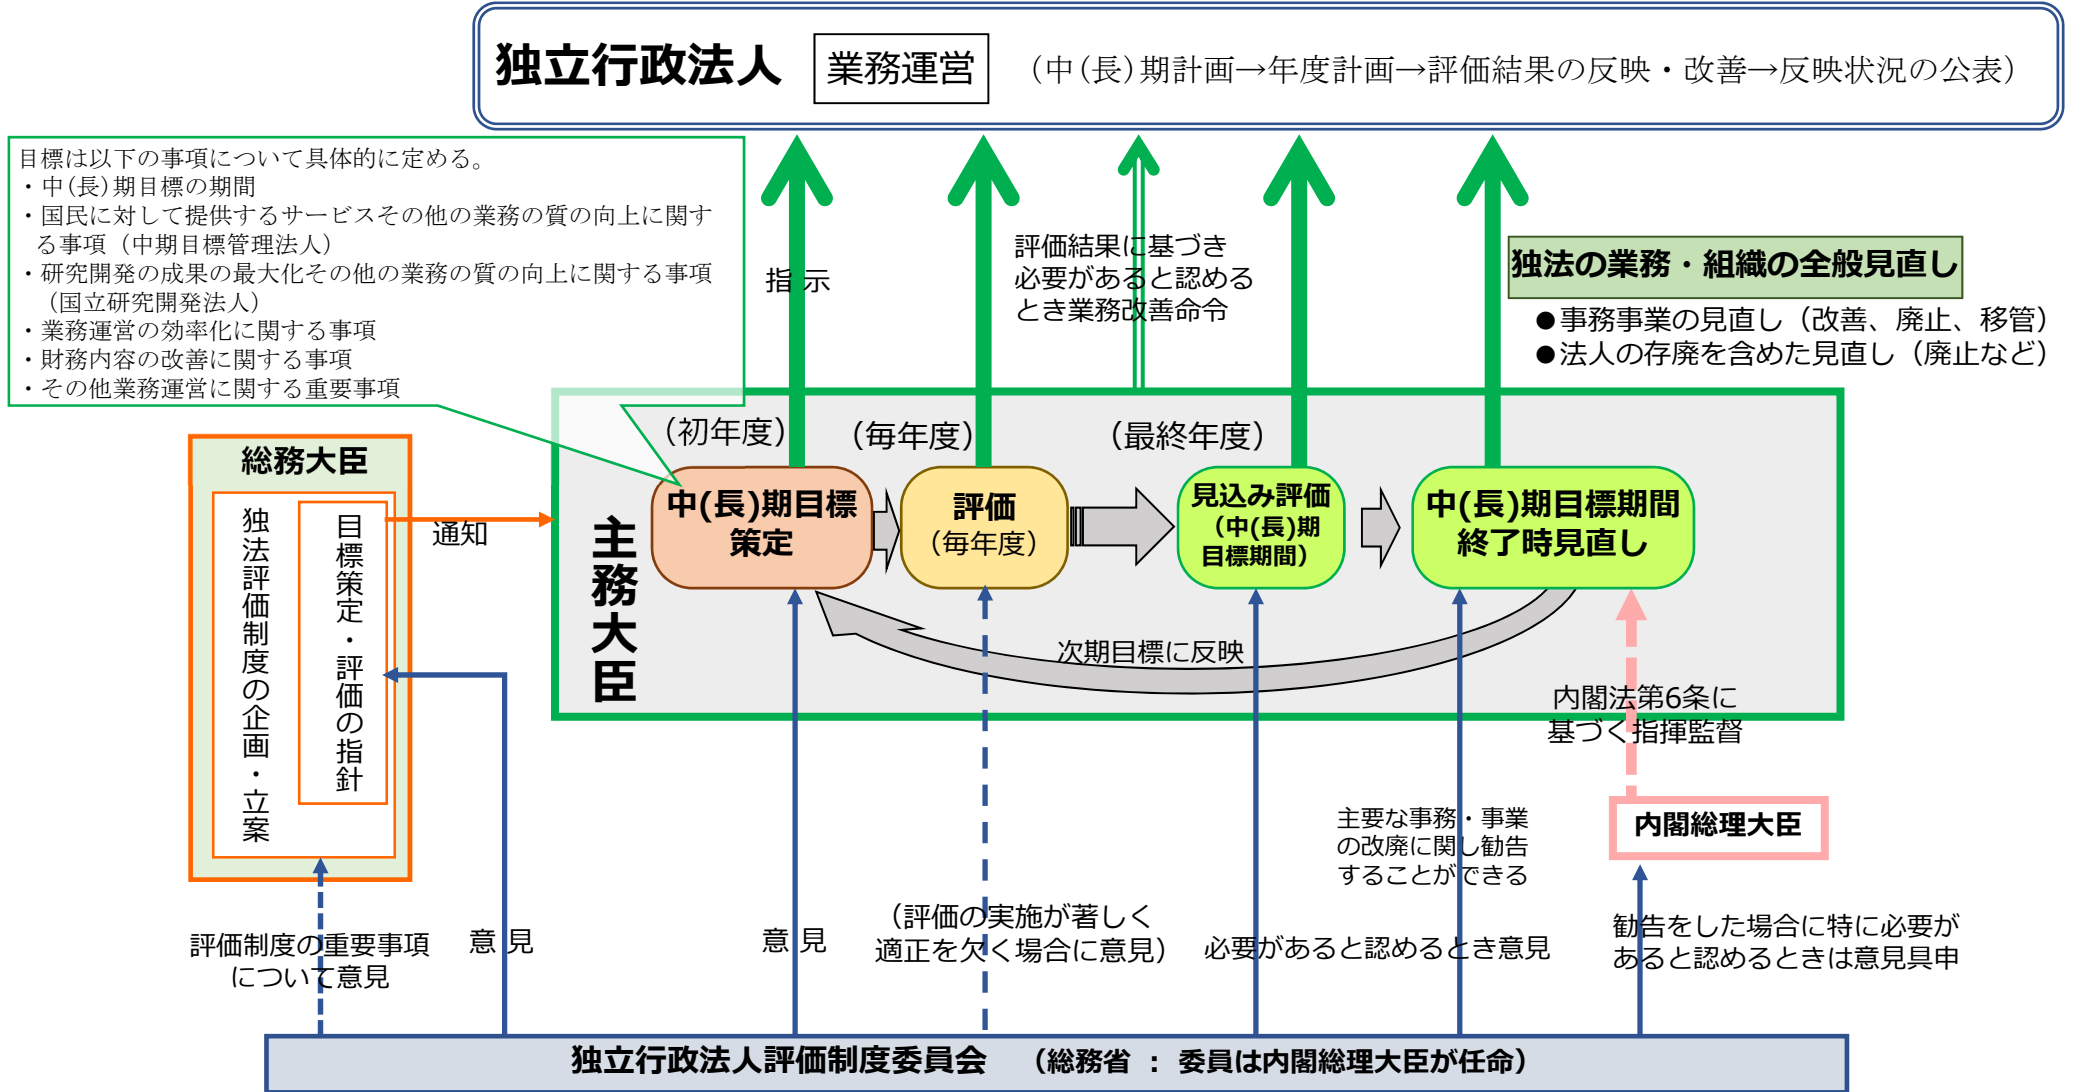 独立行政法人 業務運営 （中(長)期計画→年度計画→評価結果の反映・改善→反映状況の公表）
目標は以下の事項について具体的に定める。
・中(長)期目標の期間
・国民に対して提供するサービスその他の業務の質の向上に関す
る事項（中期目標管理法人）
・研究開発の成果の最大化その他の業務の質の向上に関する事項
（国立研究開発法人）
・業務運営の効率化に関する事項
・財務内容の改善に関する事項
・その他業務運営に関する重要事項
指 示
評価結果に基づき
必要があると認める
とき業務改善命令
独法の業務・組織の全般見直し
●事務事業の見直し（改善、廃止、移管）
●法人の存廃を含めた見直し（廃止など）
総務大臣
独法評価制度の企画・立案
目標策定・評価の指針
通知
主務大臣
（初年度）
（毎年度）
（最終年度）
中(長)期目標
策定
評価
（毎年度）
見込み評価
（中(長)期
目標期間）
中(長)期目標期間
終了時見直し
次期目標に反映
内閣法第6条に
基づく指揮監督
内閣総理大臣
主要な事務・事業
の改廃に関し勧告
することができる
評価制度の重要事項
について意見
意 見
意 見
（評価の実施が著しく
適正を欠く場合に意見）
必要があると認めるとき意見
勧告をした場合に特に必要が
あると認めるときは意見具申
独立行政法人評価制度委員会 （総務省 ： 委員は内閣総理大臣が任命）